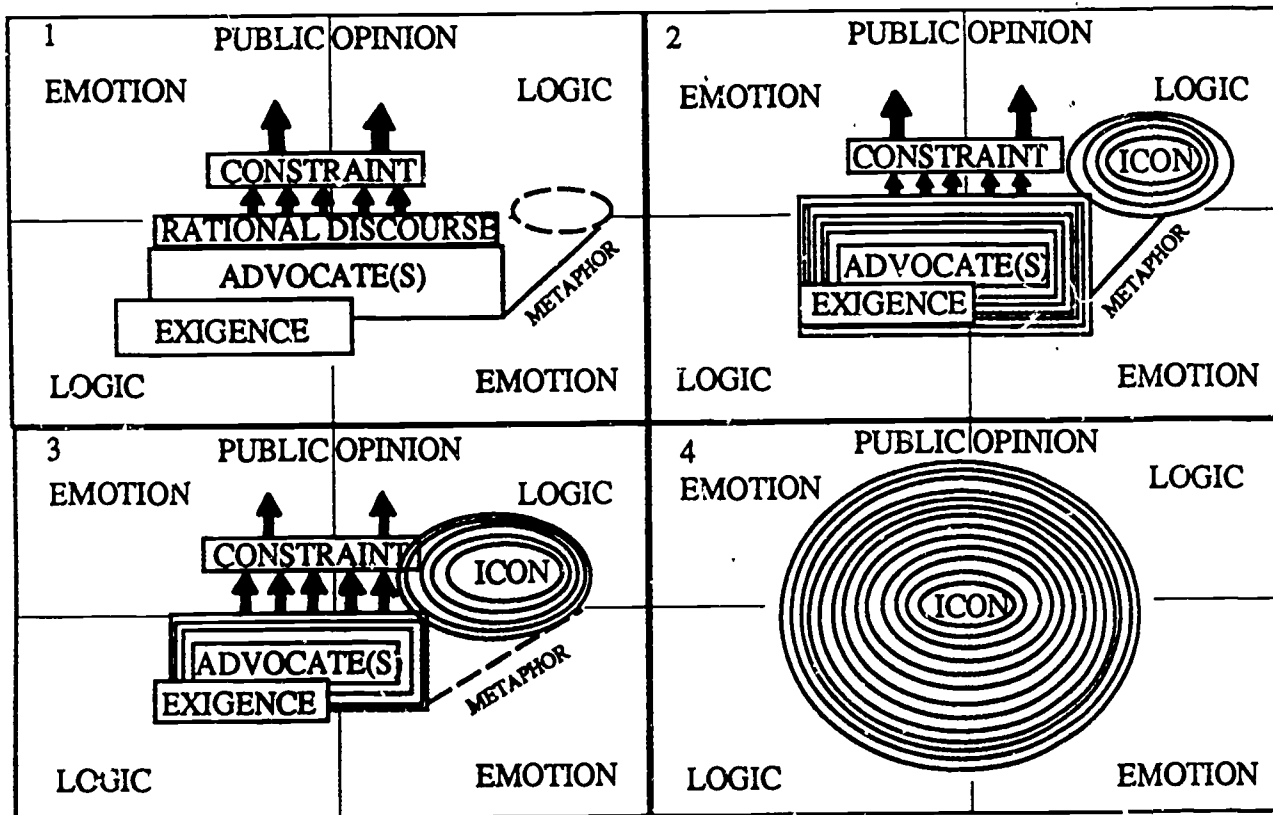 1
PUBLIC OPINION
EMOTION
LOGIC
CONSTRAINT
RATIONAL DISCOURSE
ADVOCATE(S)
METAPHOR
EXIGENCE
LOGIC
EMOTION
2
PUBLIC OPINION
EMOTION
LOGIC
CONSTRAINT
ICON
ADVOCATE(S)
METAPHOR
EXIGENCE
LOGIC
EMOTION
3
PUBLIC OPINION
EMOTION
LOGIC
CONSTRAINT
ICON
ADVOCATE(S)
METAPHOR
EXIGENCE
LOGIC
EMOTION
4
PUBLIC OPINION
EMOTION
LOGIC
ICON
LOGIC
EMOTION